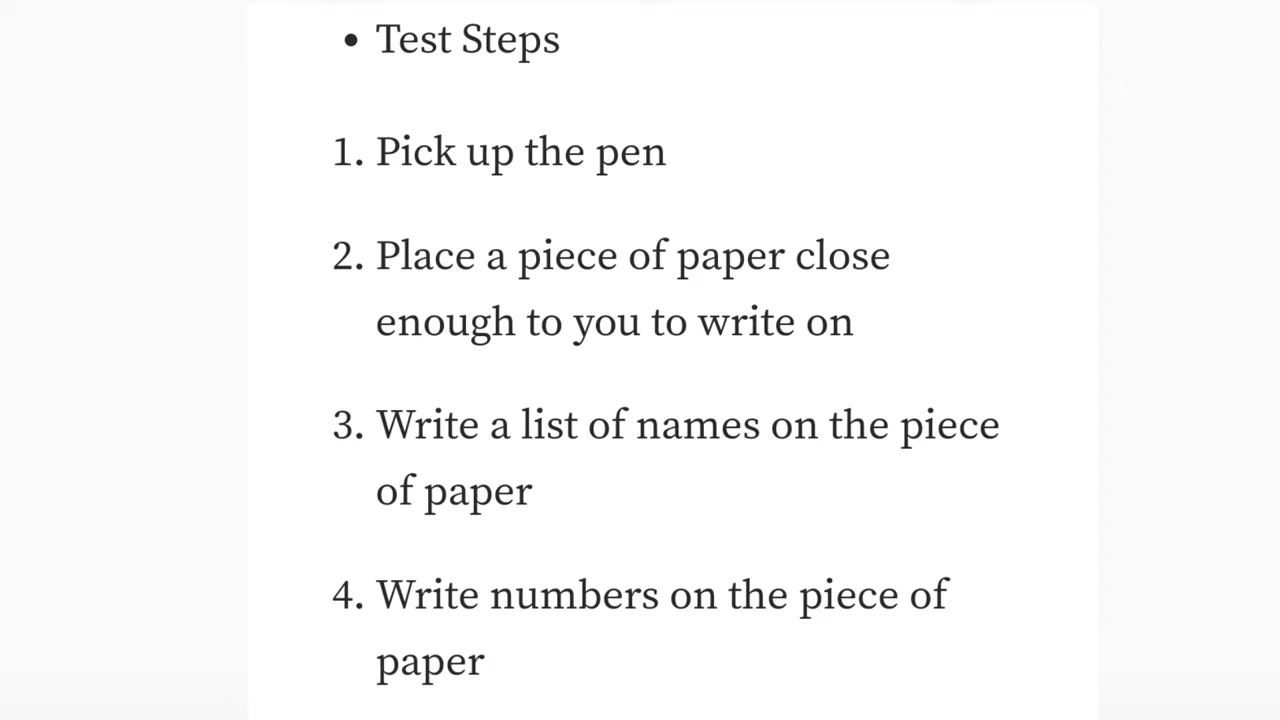 • Test Steps
1. Pick up the pen
2. Place a piece of paper close
enough to you to write on
3. Write a list of names on the piece
of paper
4. Write numbers on the piece of
paper